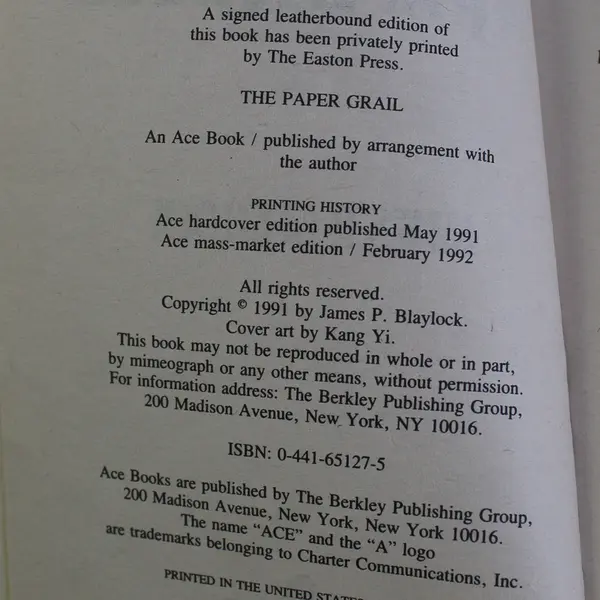 A signed leatherbound edition of
this book has been privately printed
by The Easton Press.
THE PAPER GRAIL
An Ace Book / published by arrangement with
the author
PRINTING HISTORY
Ace hardcover edition published May 1991
Ace mass-market edition / February 1992
All rights reserved.
Copyright © 1991 by James P. Blaylock.
Cover art by Kang Yi.
This book may not be reproduced in whole or in part,
by mimeograph or any other means, without permission.
For information address: The Berkley Publishing Group,
200 Madison Avenue, New York, NY 10016.
ISBN: 0-441-65127-5
Ace Books are published by The Berkley Publishing Group,
200 Madison Avenue, New York, New York 10016.
The name “ACE” and the “A” logo
are trademarks belonging to Charter Communications, Inc.
PRINTED IN THE UNITED